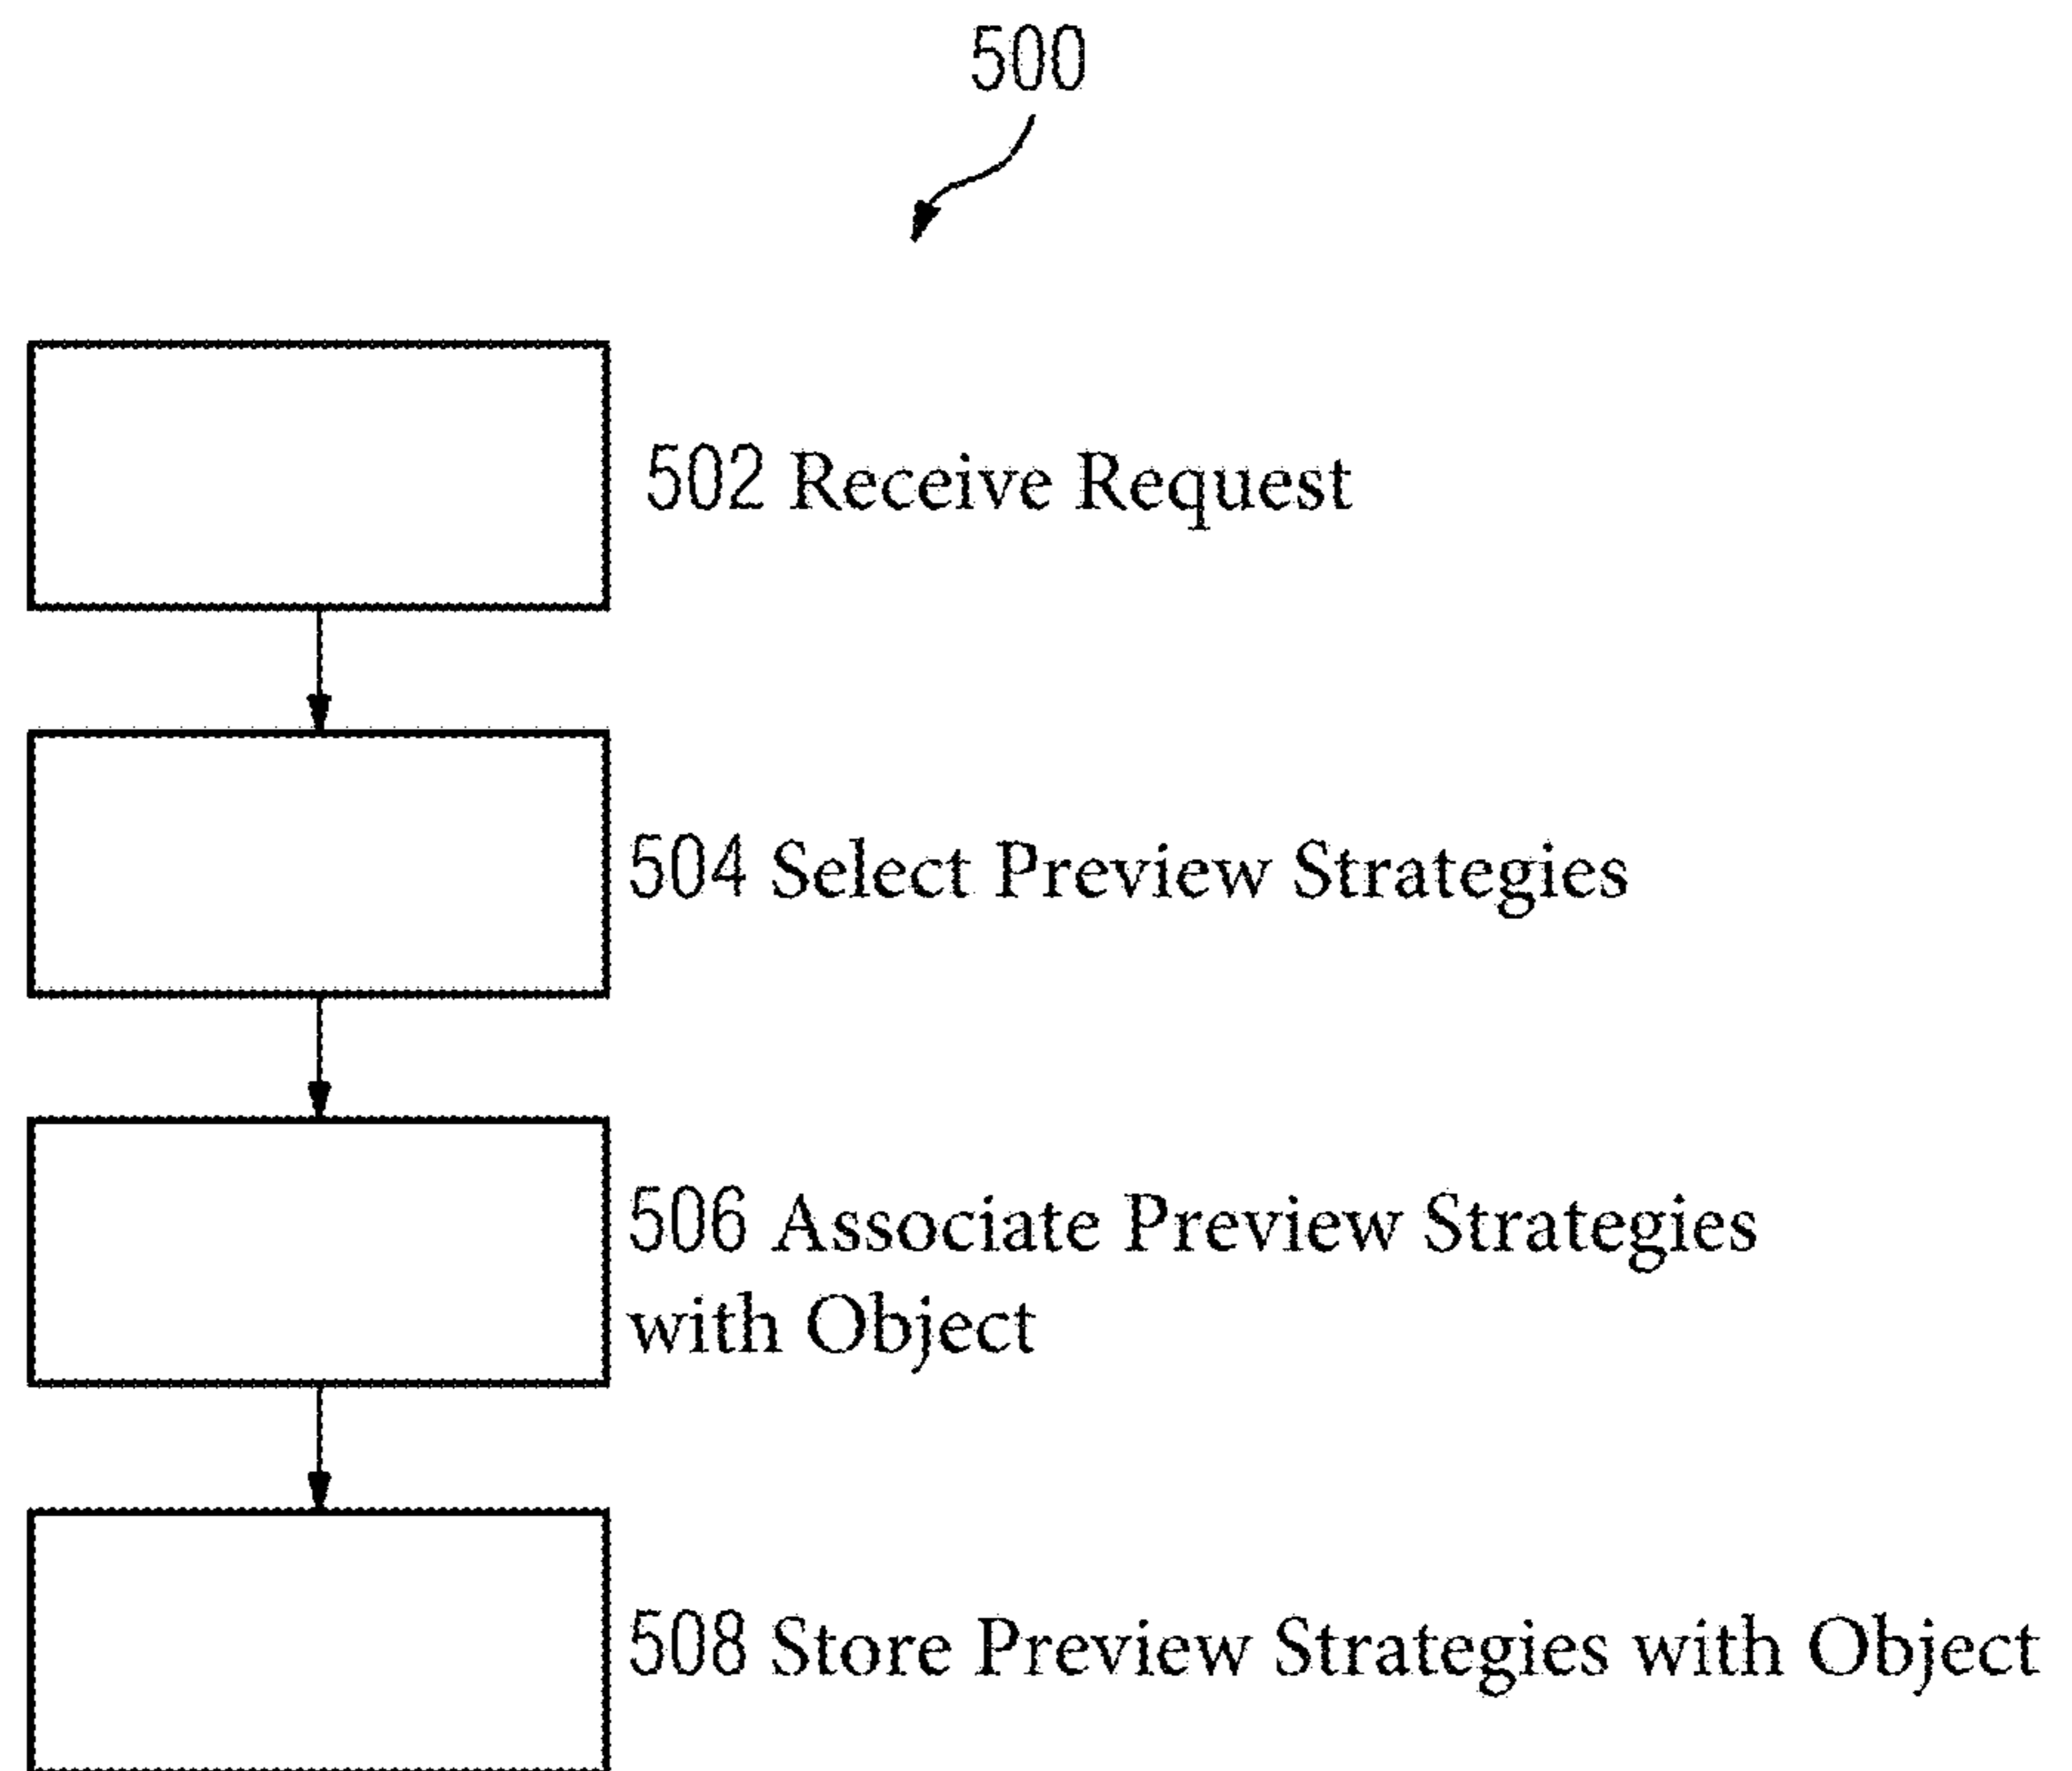 500
502 Receive Request
504 Select Preview Strategies
506 Associate Preview Strategies
with Object
508 Store Preview Strategies with Object